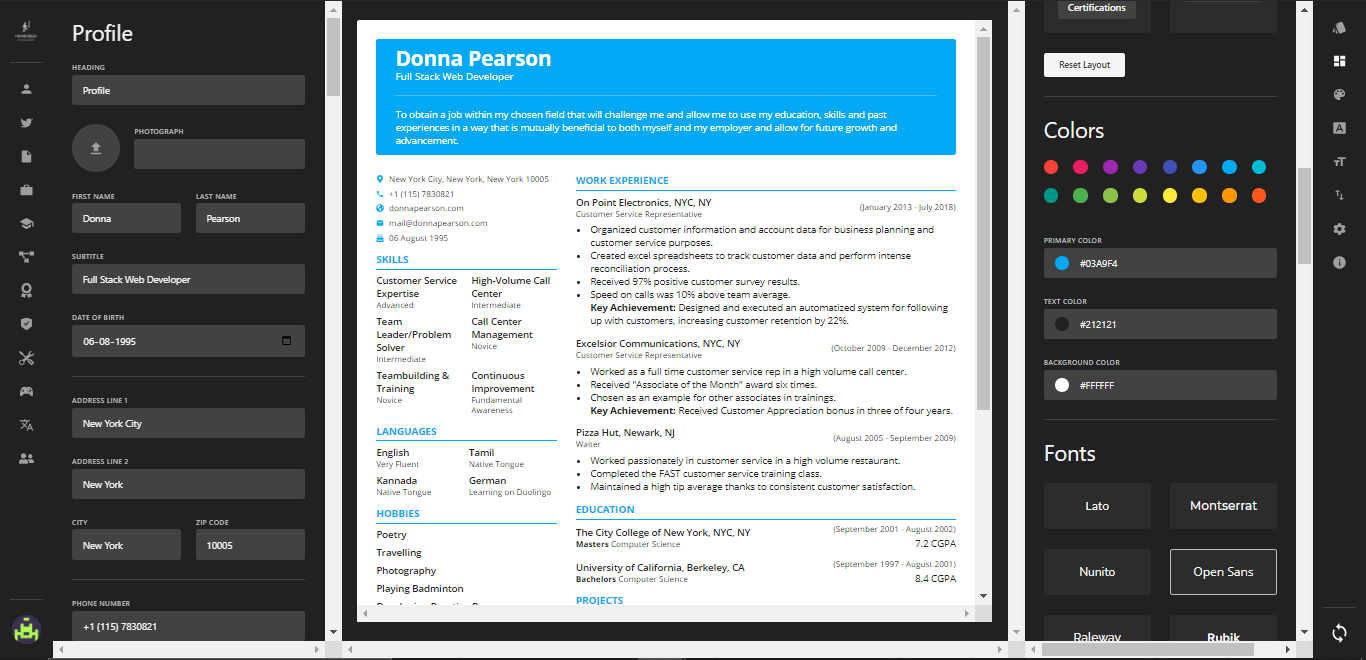 Profile
HEADING
Profile
PHOTOGRAPH
FIRST NAME
LAST NAME
Donna
Pearson
SUBTITLE
Full Stack Web Developer
DATE OF BIRTH
06-08-1995
ADDRESS LINE 1
New York City
ADDRESS LINE 2
New York
CITY
ZIP CODE
New York
10005
PHONE NUMBER
+1 (115) 7830821
Donna Pearson
Full Stack Web Developer
To obtain a job within my chosen field that will challenge me and allow me to use my education, skills and past
experiences in a way that is mutually beneficial to both myself and my employer and allow for future growth and
advancement.
New York City, New York, New York 10005
+1 (115) 7830821
donnapearson.com
mail@donnapearson.com
06 August 1995
SKILLS
Customer Service
Expertise
Advanced
High-Volume Call
Center
Intermediate
Team
Leader/Problem
Solver
Intermediate
Call Center
Management
Novice
Teambuilding &
Training
Novice
Continuous
Improvement
Fundamental
Awareness
LANGUAGES
English
Very Fluent
Tamil
Native Tongue
Kannada
Native Tongue
German
Learning on Duolingo
HOBBIES
Poetry
Travelling
Photography
Playing Badminton
WORK EXPERIENCE
On Point Electronics, NYC, NY
(January 2013 - July 2018)
Customer Service Representative
• Organized customer information and account data for business planning and
customer service purposes.
• Created excel spreadsheets to track customer data and perform intense
reconciliation process.
• Received 97% positive customer survey results.
• Speed on calls was 10% above team average.
Key Achievement: Designed and executed an automatized system for following
up with customers, increasing customer retention by 22%.
Excelsior Communications, NYC, NY
(October 2009 - December 2012)
Customer Service Representative
• Worked as a full time customer service rep in a high volume call center.
• Received "Associate of the Month" award six times.
• Chosen as an example for other associates in trainings.
Key Achievement: Received Customer Appreciation bonus in three of four years.
Pizza Hut, Newark, NJ
(August 2005 - September 2009)
Waiter
• Worked passionately in customer service in a high volume restaurant.
• Completed the FAST customer service training class.
• Maintained a high tip average thanks to consistent customer satisfaction.
EDUCATION
The City College of New York, NYC, NY
(September 2001 - August 2002)
Masters Computer Science
7.2 CGPA
University of California, Berkeley, CA
(September 1997 - August 2001)
Bachelors Computer Science
8.4 CGPA
PROJECTS
Certifications
Reset Layout
Colors
PRIMARY COLOR
#03A9F4
TEXT COLOR
#212121
BACKGROUND COLOR
#FFFFFF
Fonts
Lato
Montserrat
Nunito
Open Sans
Raleway
Rubik